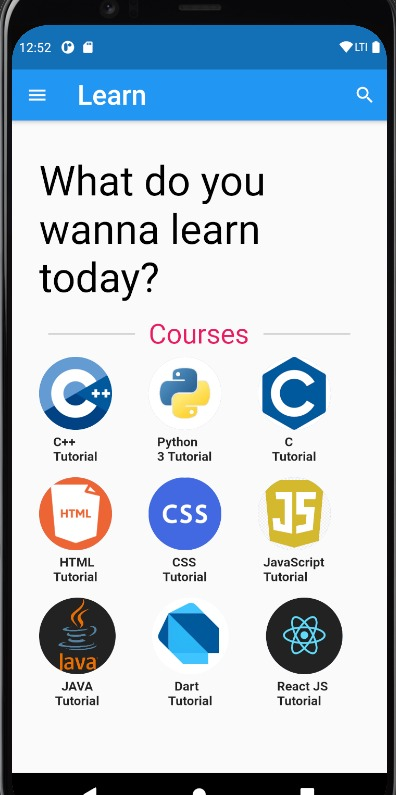 12:52 LTE
Learn
What do you
wanna learn
today?
Courses
C++
C++ Python C
Tutorial 3 Tutorial Tutorial
HTML CSS JS
HTML CSS JavaScript
Tutorial Tutorial Tutorial
Java
JAVA Dart React JS
Tutorial Tutorial Tutorial